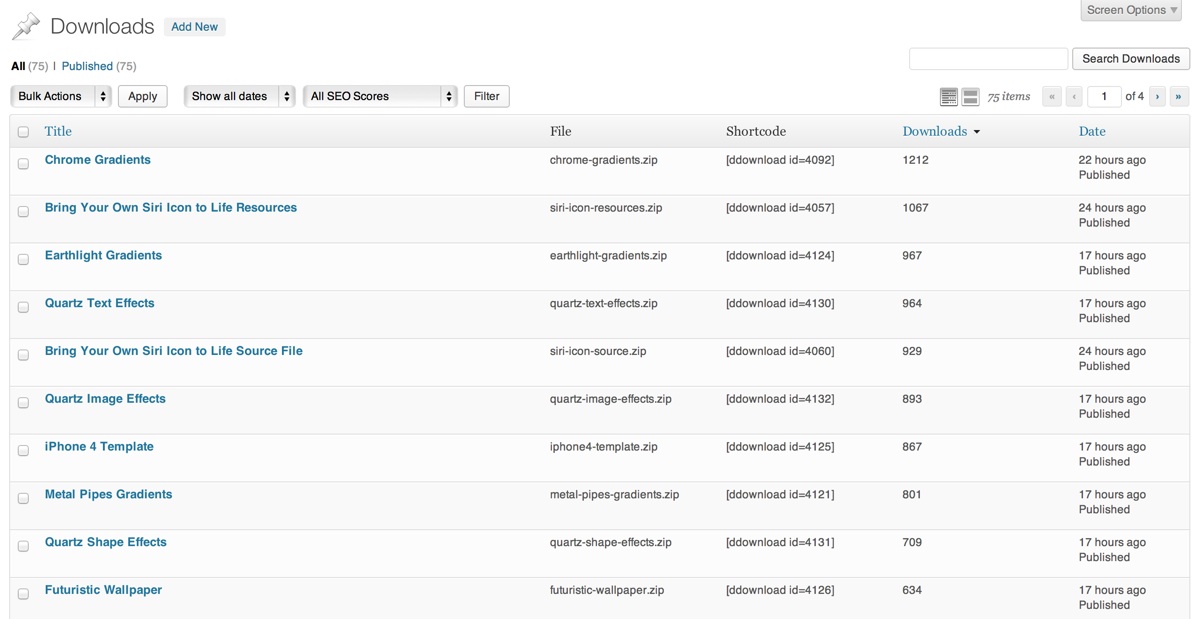 Screen Options
Downloads Add New
All (75) | Published (75)
Search Downloads
Bulk Actions Apply Show all dates All SEO Scores Filter 75 items « ‹ 1 of 4 › »
Title File Shortcode Downloads Date
Chrome Gradients chrome-gradients.zip [ddownload id=4092] 1212 22 hours ago
Published
Bring Your Own Siri Icon to Life Resources siri-icon-resources.zip [ddownload id=4057] 1067 24 hours ago
Published
Earthlight Gradients earthlight-gradients.zip [ddownload id=4124] 967 17 hours ago
Published
Quartz Text Effects quartz-text-effects.zip [ddownload id=4130] 964 17 hours ago
Published
Bring Your Own Siri Icon to Life Source File siri-icon-source.zip [ddownload id=4060] 929 24 hours ago
Published
Quartz Image Effects quartz-image-effects.zip [ddownload id=4132] 893 17 hours ago
Published
iPhone 4 Template iphone4-template.zip [ddownload id=4125] 867 17 hours ago
Published
Metal Pipes Gradients metal-pipes-gradients.zip [ddownload id=4121] 801 17 hours ago
Published
Quartz Shape Effects quartz-shape-effects.zip [ddownload id=4131] 709 17 hours ago
Published
Futuristic Wallpaper futuristic-wallpaper.zip [ddownload id=4126] 634 17 hours ago
Published